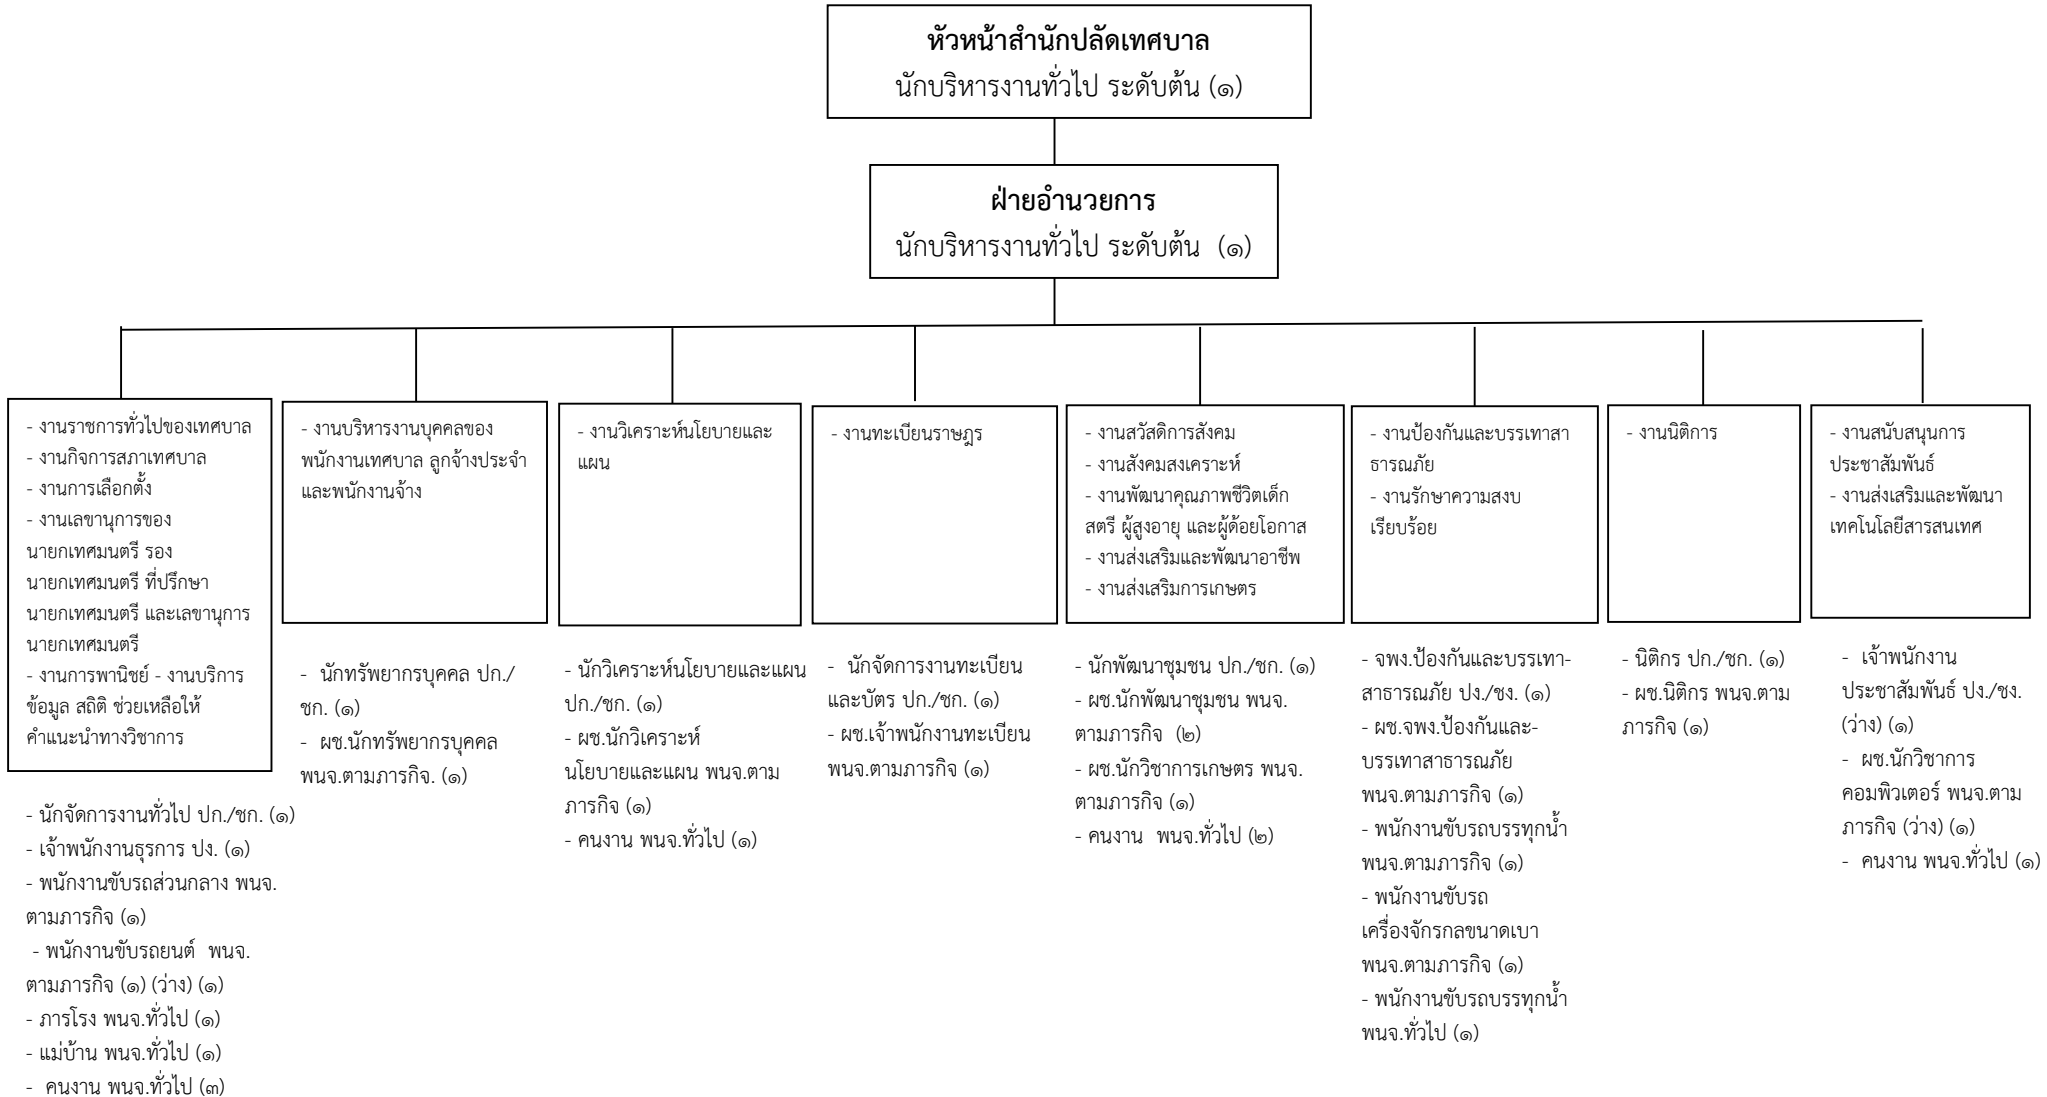 หัวหน้าสำนักปลัดเทศบาล
นักบริหารงานทั่วไป ระดับต้น (๑)
ฝ่ายอำนวยการ
นักบริหารงานทั่วไป ระดับต้น (๑)
- งานราชการทั่วไปของเทศบาล
- งานกิจการสภาเทศบาล
- งานการเลือกตั้ง
- งานเลขานุการของ
นายกเทศมนตรี รอง
นายกเทศมนตรี ที่ปรึกษา
นายกเทศมนตรี และเลขานุการ
นายกเทศมนตรี
- งานการพานิชย์ - งานบริการ
ข้อมูล สถิติ ช่วยเหลือให้
คำแนะนำทางวิชาการ
- นักจัดการงานทั่วไป ปก./ชก. (๑)
- เจ้าพนักงานธุรการ ปง. (๑)
- พนักงานขับรถส่วนกลาง พนจ.
ตามภารกิจ (๑)
- พนักงานขับรถยนต์ พนจ.
ตามภารกิจ (๑) (ว่าง) (๑)
- ภารโรง พนจ.ทั่วไป (๑)
- แม่บ้าน พนจ.ทั่วไป (๑)
- คนงาน พนจ.ทั่วไป (๓)
- งานบริหารงานบุคคลของ
พนักงานเทศบาล ลูกจ้างประจำ
และพนักงานจ้าง
- นักทรัพยากรบุคคล ปก./
ชก. (๑)
- ผช.นักทรัพยากรบุคคล
พนจ.ตามภารกิจ. (๑)
- งานวิเคราะห์นโยบายและ
แผน
- นักวิเคราะห์นโยบายและแผน
ปก./ชก. (๑)
- ผช.นักวิเคราะห์
นโยบายและแผน พนจ.ตาม
ภารกิจ (๑)
- คนงาน พนจ.ทั่วไป (๑)
- งานทะเบียนราษฎร
- นักจัดการงานทะเบียน
และบัตร ปก./ชก. (๑)
- ผช.เจ้าพนักงานทะเบียน
พนจ.ตามภารกิจ (๑)
- งานสวัสดิการสังคม
- งานสังคมสงเคราะห์
- งานพัฒนาคุณภาพชีวิตเด็ก
สตรี ผู้สูงอายุ และผู้ด้อยโอกาส
- งานส่งเสริมและพัฒนาอาชีพ
- งานส่งเสริมการเกษตร
- นักพัฒนาชุมชน ปก./ชก. (๑)
- ผช.นักพัฒนาชุมชน พนจ.
ตามภารกิจ (๒)
- ผช.นักวิชาการเกษตร พนจ.
ตามภารกิจ (๑)
- คนงาน พนจ.ทั่วไป (๒)
- งานป้องกันและบรรเทาสา
ธารณภัย
- งานรักษาความสงบ
เรียบร้อย
- จพง.ป้องกันและบรรเทา-
สาธารณภัย ปง./ชง. (๑)
- ผช.จพง.ป้องกันและ-
บรรเทาสาธารณภัย
พนจ.ตามภารกิจ (๑)
- พนักงานขับรถบรรทุกน้ำ
พนจ.ตามภารกิจ (๑)
- พนักงานขับรถ
เครื่องจักรกลขนาดเบา
พนจ.ตามภารกิจ (๑)
- พนักงานขับรถบรรทุกน้ำ
พนจ.ทั่วไป (๑)
- งานนิติการ
- นิติกร ปก./ชก. (๑)
- ผช.นิติกร พนจ.ตาม
ภารกิจ (๑)
- งานสนับสนุนการ
ประชาสัมพันธ์
- งานส่งเสริมและพัฒนา
เทคโนโลยีสารสนเทศ
- เจ้าพนักงาน
ประชาสัมพันธ์ ปง./ชง.
(ว่าง) (๑)
- ผช.นักวิชาการ
คอมพิวเตอร์ พนจ.ตาม
ภารกิจ (ว่าง) (๑)
- คนงาน พนจ.ทั่วไป (๑)